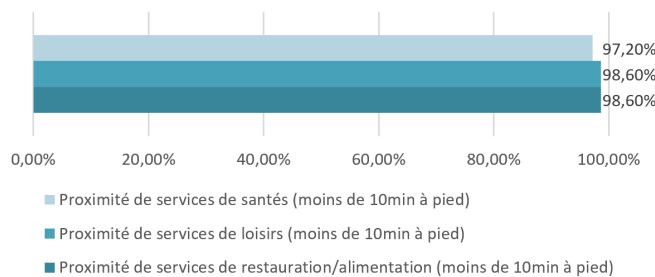 97,20%
98,60%
98,60%
0,00% 20,00% 40,00% 60,00% 80,00% 100,00%
Proximité de services de santés (moins de 10min à pied)
Proximité de services de loisirs (moins de 10min à pied)
Proximité de services de restauration/alimentation (moins de 10min à pied)